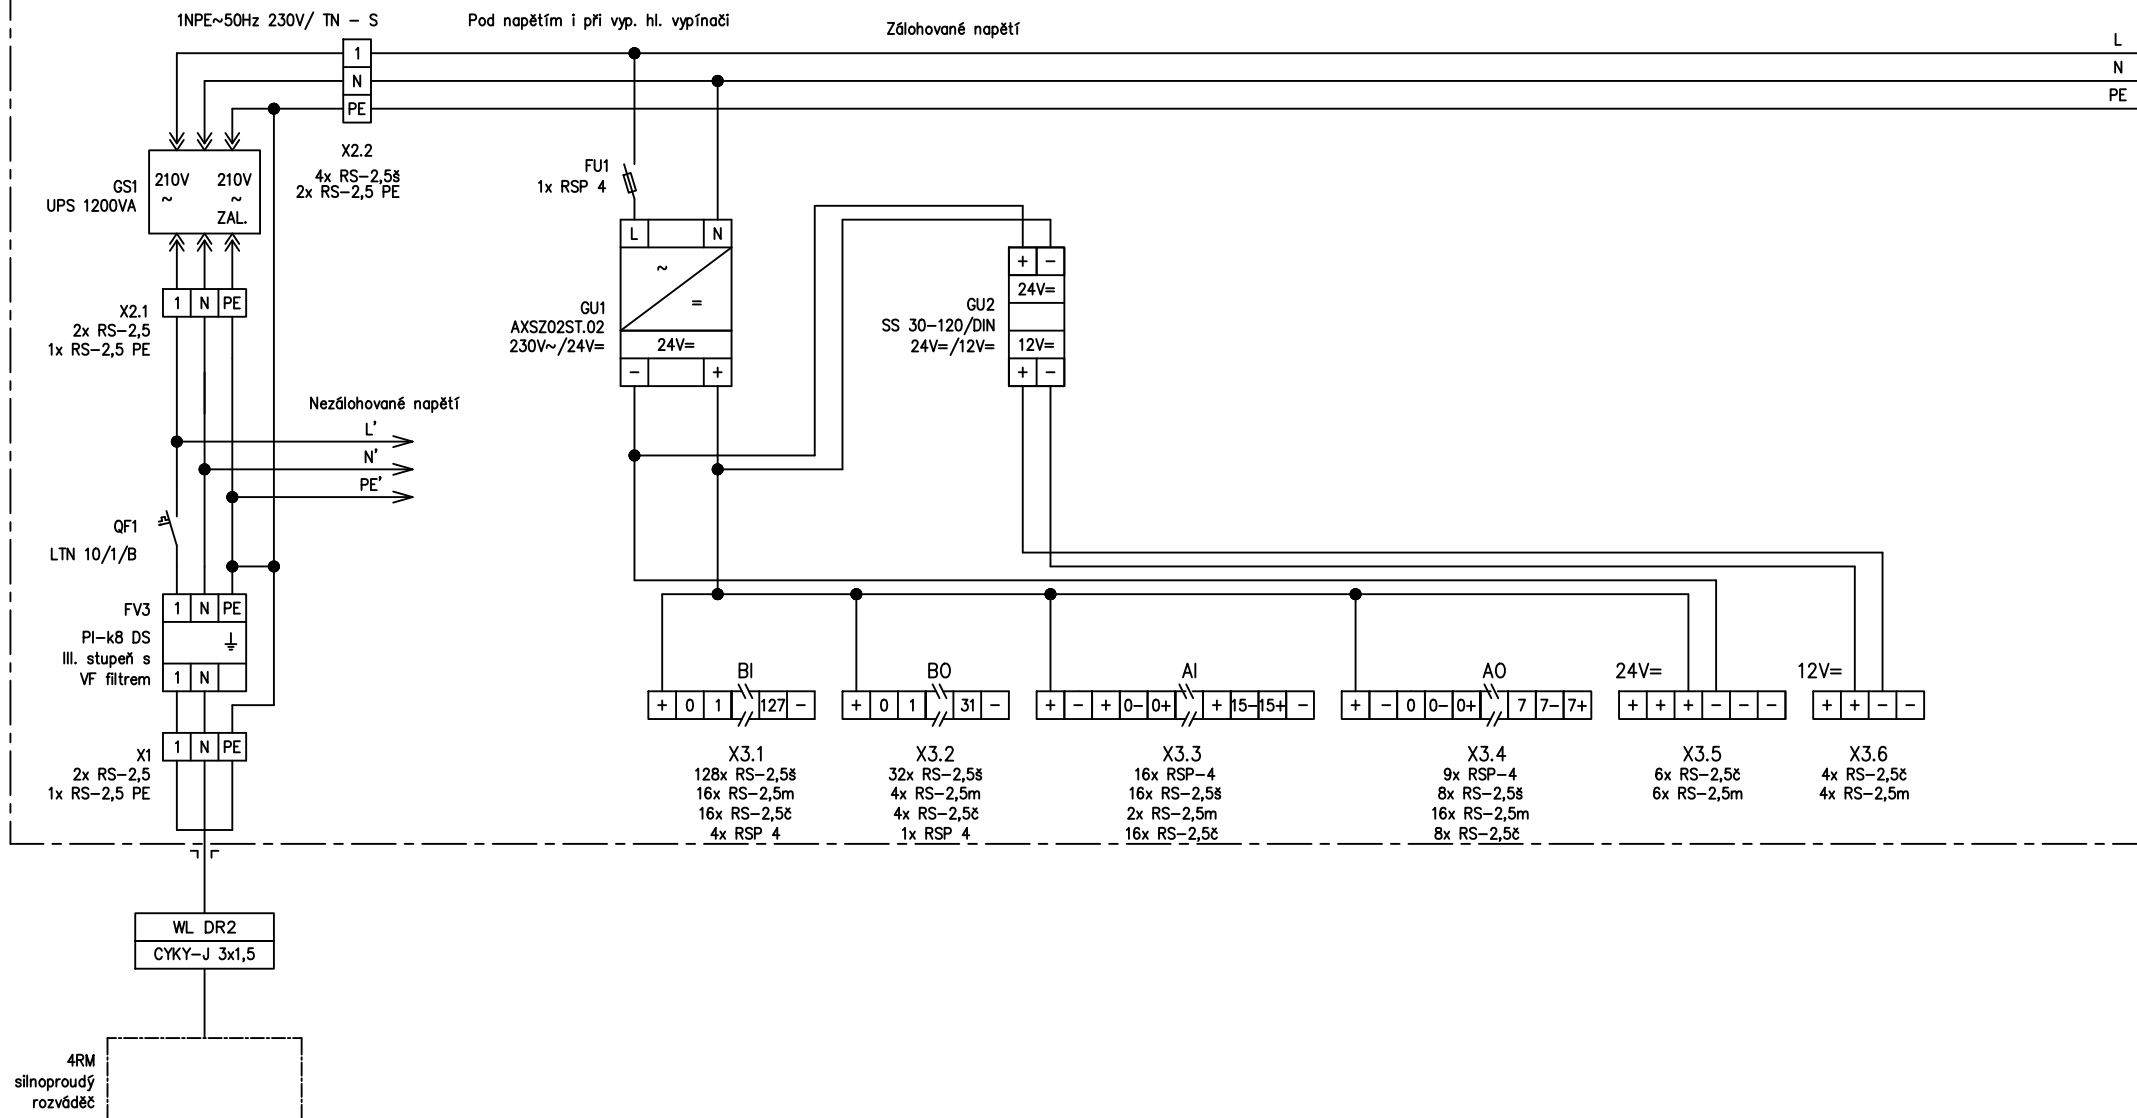 1NPE~50Hz 230V/ TN – S
Pod napětím i při vyp. hl. vypínači
Zálohované napětí
L
N
PE
1
N
PE
X2.2
4x RS–2,5š
2x RS–2,5 PE
GS1
UPS 1200VA
210V 210V
~ ~
ZAL.
FU1
1x RSP 4
L N
~
=
GU1
AXSZ02ST.02
230V~/24V=
24V=
– +
+ –
24V=
GU2
SS 30–120/DIN
24V=/12V=
12V=
+ –
1 N PE
X2.1
2x RS–2,5
1x RS–2,5 PE
Nezálohované napětí
L'
N'
PE'
QF1
LTN 10/1/B
FV3
1 N PE
PI–k8 DS
III. stupeň s
VF filtrem
1 N
BI
BO
AI
AO
24V=
12V=
+ 0 1 127 –
+ 0 1 31 –
+ – + 0– 0+ + 15– 15+ –
+ – 0 0– 0+ 7 7– 7+
+ + + – – –
+ + – –
X1
1 N PE
2x RS–2,5
1x RS–2,5 PE
X3.1
128x RS–2,5š
16x RS–2,5m
16x RS–2,5č
4x RSP 4
X3.2
32x RS–2,5š
4x RS–2,5m
4x RS–2,5č
1x RSP 4
X3.3
16x RSP–4
16x RS–2,5š
2x RS–2,5m
16x RS–2,5č
X3.4
9x RSP–4
8x RS–2,5š
16x RS–2,5m
8x RS–2,5č
X3.5
6x RS–2,5č
6x RS–2,5m
X3.6
4x RS–2,5č
4x RS–2,5m
WL DR2
CYKY–J 3x1,5
4RM
silnoproudý
rozváděč